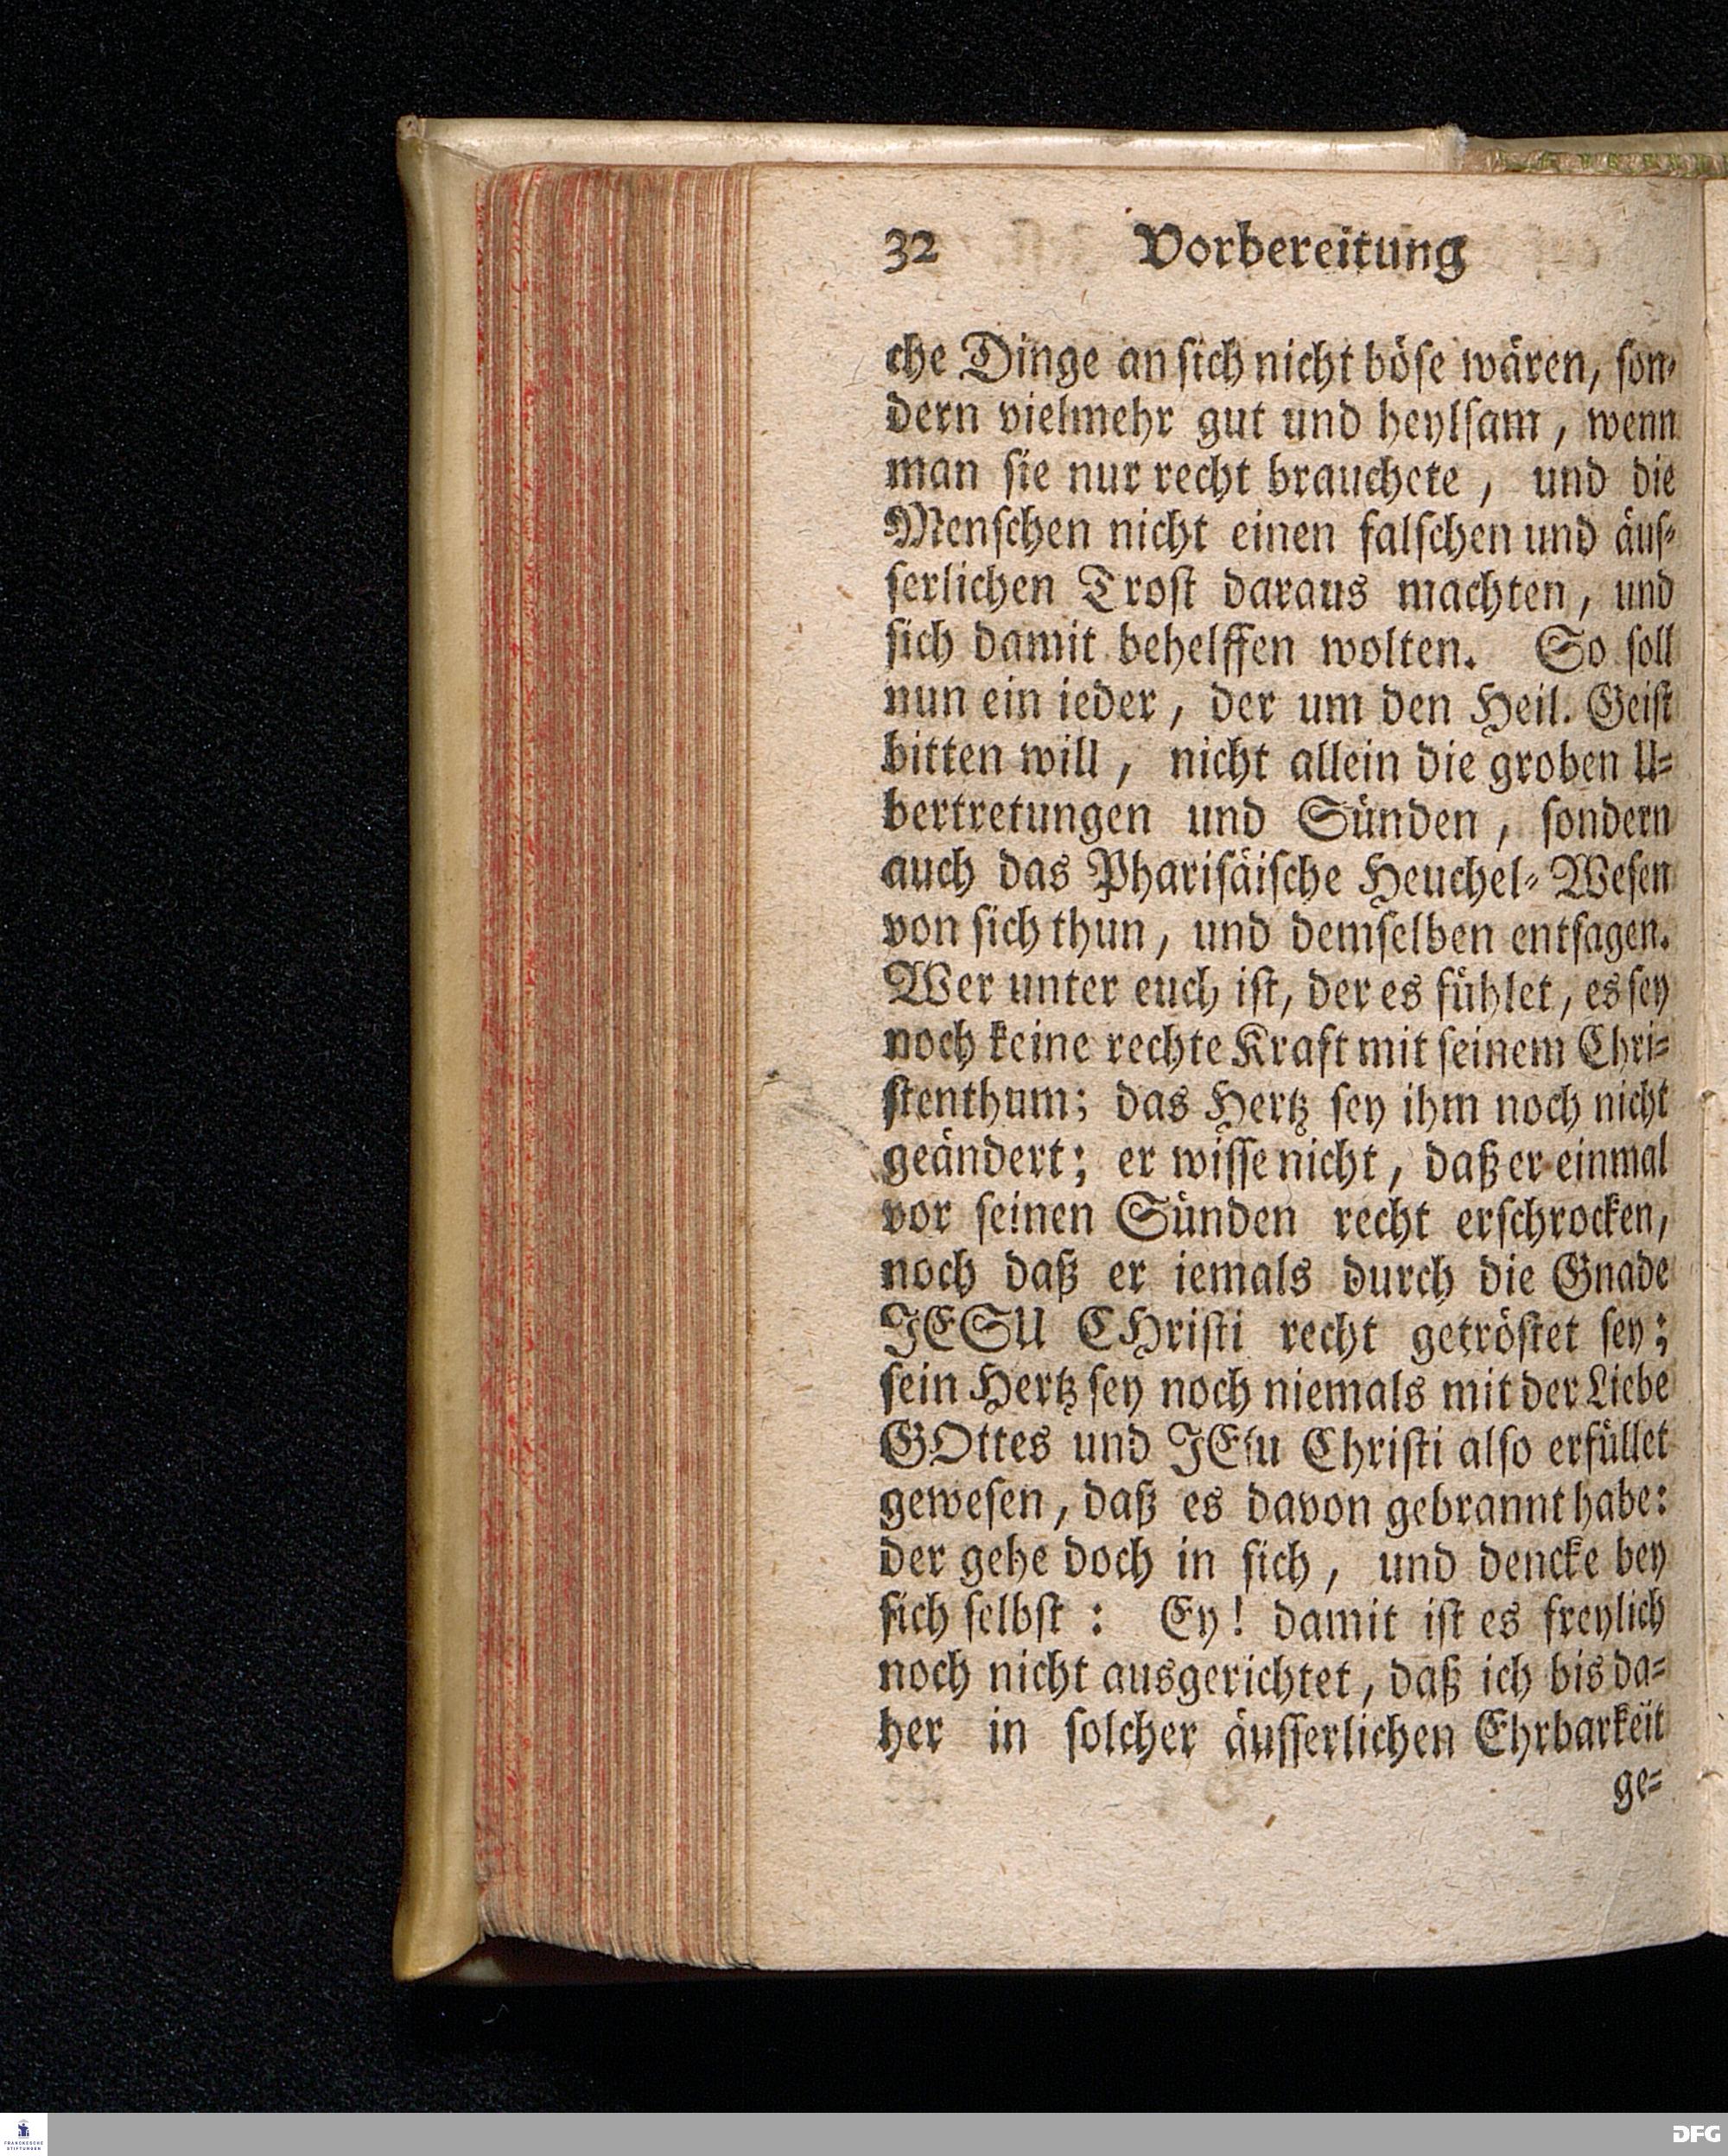 32 Vorbereitung
che Dinge an ſich nicht böſe wären, ſon-
dern vielmehr gut und heylſam, wenn
man ſie nur recht brauchete, und die
Menſchen nicht einen falſchen und äuſ-
ſerlichen Troſt daraus machten, und
ſich damit behelffen wolten. So ſoll
nun ein ieder, der um den Heil. Geiſt
bitten will, nicht allein die groben U-
bertretungen und Sünden, ſondern
auch das Phariſäiſche Heuchel-Weſen
von ſich thun, und demſelben entſagen.
Wer unter euch iſt, der es fühlet, es ſey
noch keine rechte Kraft mit ſeinem Chri-
ſtenthum; das Hertz ſey ihm noch nicht
geändert; er wiſſe nicht, daß er einmal
vor ſeinen Sünden recht erſchrocken,
noch daß er iemals durch die Gnade
JESU CHriſti recht getröſtet ſey;
ſein Hertz ſey noch niemals mit der Liebe
GOttes und JEſu Chriſti alſo erfüllet
geweſen, daß es davon gebrannt habe:
der gehe doch in ſich, und dencke bey
ſich ſelbſt: Ey! damit iſt es freylich
noch nicht ausgerichtet, daß ich bis da-
her in ſolcher äuſſerlichen Ehrbarkeit
ge-
FRANCKESCHE
STIFTUNGEN
DFG